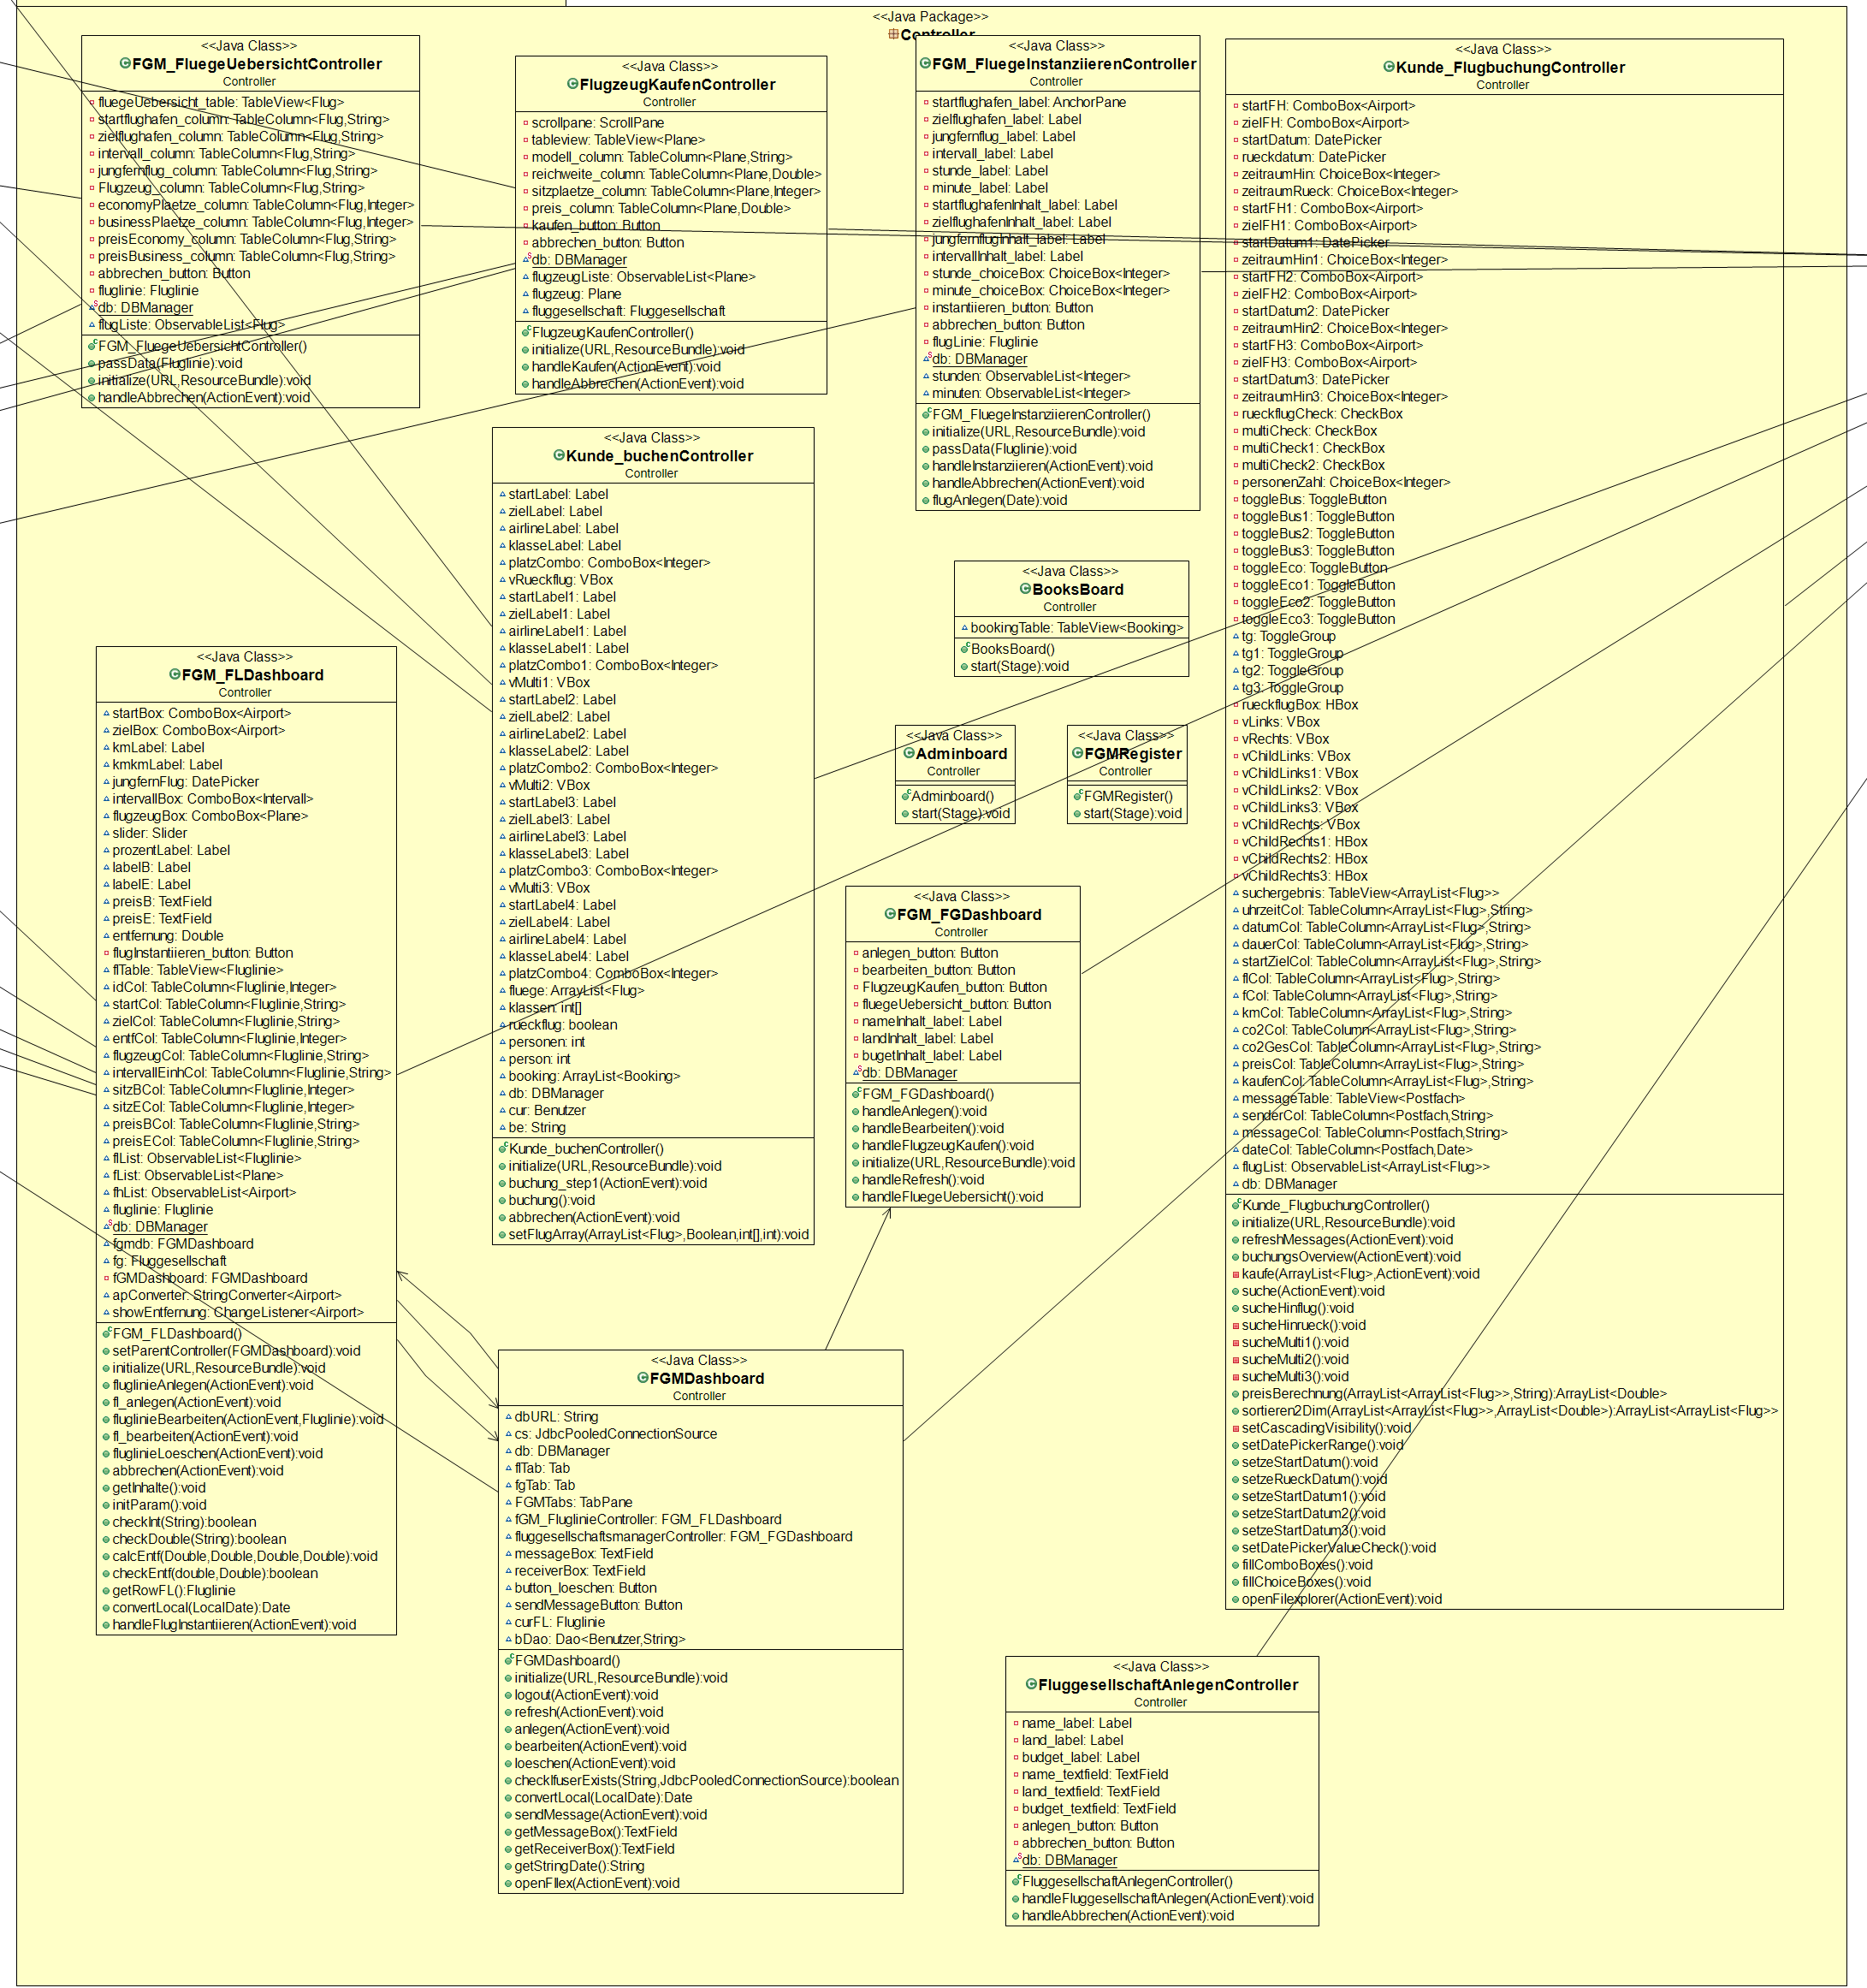 <<Java Package>>
Controller
<<Java Class>>
FGM_FluegeUebersichtController
Controller
fluegeUebersicht_table: TableView<Flug>
startflughafen_column: TableColumn<Flug,String>
zielflughafen_column: TableColumn<Flug,String>
intervall_column: TableColumn<Flug,String>
jungfernflug_column: TableColumn<Flug,String>
Flugzeug_column: TableColumn<Flug,String>
economyPlaetze_column: TableColumn<Flug,Integer>
businessPlaetze_column: TableColumn<Flug,Integer>
preisEconomy_column: TableColumn<Flug,String>
preisBusiness_column: TableColumn<Flug,String>
abbrechen_button: Button
fluglinie: Fluglinie
db: DBManager
flugListe: ObservableList<Flug>
FGM_FluegeUebersichtController()
passData(Fluglinie):void
initialize(URL,ResourceBundle):void
handleAbbrechen(ActionEvent):void
<<Java Class>>
FlugzeugKaufenController
Controller
scrollpane: ScrollPane
tableview: TableView<Plane>
modell_column: TableColumn<Plane,String>
reichweite_column: TableColumn<Plane,Double>
sitzplaetze_column: TableColumn<Plane,Integer>
preis_column: TableColumn<Plane,Double>
kaufen_button: Button
abbrechen_button: Button
db: DBManager
flugzeugListe: ObservableList<Plane>
flugzeug: Plane
fluggesellschaft: Fluggesellschaft
FlugzeugKaufenController()
initialize(URL,ResourceBundle):void
handleKaufen(ActionEvent):void
handleAbbrechen(ActionEvent):void
<<Java Class>>
FGM_FluegeInstanziierenController
Controller
startflughafen_label: AnchorPane
zielflughafen_label: Label
jungfernflug_label: Label
intervall_label: Label
stunde_label: Label
minute_label: Label
startflughafenInhalt_label: Label
zielflughafenInhalt_label: Label
jungfernflugInhalt_label: Label
intervallInhalt_label: Label
stunde_choiceBox: ChoiceBox<Integer>
minute_choiceBox: ChoiceBox<Integer>
instantiieren_button: Button
abbrechen_button: Button
flugLinie: Fluglinie
db: DBManager
stunden: ObservableList<Integer>
minuten: ObservableList<Integer>
FGM_FluegeInstanziierenController()
initialize(URL,ResourceBundle):void
passData(Fluglinie):void
handleInstanziieren(ActionEvent):void
handleAbbrechen(ActionEvent):void
flugAnlegen(Date):void
<<Java Class>>
Kunde_FlugbuchungController
Controller
startFH: ComboBox<Airport>
zielFH: ComboBox<Airport>
startDatum: DatePicker
rueckdatum: DatePicker
zeitraumHin: ChoiceBox<Integer>
zeitraumRueck: ChoiceBox<Integer>
startFH1: ComboBox<Airport>
zielFH1: ComboBox<Airport>
startDatum1: DatePicker
zeitraumHin1: ChoiceBox<Integer>
startFH2: ComboBox<Airport>
zielFH2: ComboBox<Airport>
startDatum2: DatePicker
zeitraumHin2: ChoiceBox<Integer>
startFH3: ComboBox<Airport>
zielFH3: ComboBox<Airport>
startDatum3: DatePicker
zeitraumHin3: ChoiceBox<Integer>
rueckflugCheck: CheckBox
multiCheck: CheckBox
multiCheck1: CheckBox
multiCheck2: CheckBox
personenZahl: ChoiceBox<Integer>
toggleBus: ToggleButton
toggleBus1: ToggleButton
toggleBus2: ToggleButton
toggleBus3: ToggleButton
toggleEco: ToggleButton
toggleEco1: ToggleButton
toggleEco2: ToggleButton
toggleEco3: ToggleButton
tg: ToggleGroup
tg1: ToggleGroup
tg2: ToggleGroup
tg3: ToggleGroup
rueckflugBox: HBox
vLinks: VBox
vRechts: VBox
vChildLinks: VBox
vChildLinks1: VBox
vChildLinks2: VBox
vChildLinks3: VBox
vChildRechts: VBox
vChildRechts1: HBox
vChildRechts2: HBox
vChildRechts3: HBox
suchergebnis: TableView<ArrayList<Flug>>
uhrzeitCol: TableColumn<ArrayList<Flug>,String>
datumCol: TableColumn<ArrayList<Flug>,String>
dauerCol: TableColumn<ArrayList<Flug>,String>
startZielCol: TableColumn<ArrayList<Flug>,String>
flCol: TableColumn<ArrayList<Flug>,String>
fCol: TableColumn<ArrayList<Flug>,String>
kmCol: TableColumn<ArrayList<Flug>,String>
co2Col: TableColumn<ArrayList<Flug>,String>
co2GesCol: TableColumn<ArrayList<Flug>,String>
preisCol: TableColumn<ArrayList<Flug>,String>
kaufenCol: TableColumn<ArrayList<Flug>,String>
messageTable: TableView<Postfach>
senderCol: TableColumn<Postfach,String>
messageCol: TableColumn<Postfach,String>
dateCol: TableColumn<Postfach,Date>
flugList: ObservableList<ArrayList<Flug>>
db: DBManager
Kunde_FlugbuchungController()
initialize(URL,ResourceBundle):void
refreshMessages(ActionEvent):void
buchungsOverview(ActionEvent):void
kaufe(ArrayList<Flug>,ActionEvent):void
suche(ActionEvent):void
sucheHinflug():void
sucheHinrueck():void
sucheMulti1():void
sucheMulti2():void
sucheMulti3():void
preisBerechnung(ArrayList<ArrayList<Flug>>,String):ArrayList<Double>
sortieren2Dim(ArrayList<ArrayList<Flug>>,ArrayList<Double>):ArrayList<ArrayList<Flug>>
setCascadingVisibility():void
setDatePickerRange():void
setzeStartDatum():void
setzeRueckDatum():void
setzeStartDatum1():void
setzeStartDatum2():void
setzeStartDatum3():void
setDatePickerValueCheck():void
fillComboBoxes():void
fillChoiceBoxes():void
openFilexplorer(ActionEvent):void
<<Java Class>>
Kunde_buchenController
Controller
startLabel: Label
zielLabel: Label
airlineLabel: Label
klasseLabel: Label
platzCombo: ComboBox<Integer>
vRueckflug: VBox
startLabel1: Label
zielLabel1: Label
airlineLabel1: Label
klasseLabel1: Label
platzCombo1: ComboBox<Integer>
vMulti1: VBox
startLabel2: Label
zielLabel2: Label
airlineLabel2: Label
klasseLabel2: Label
platzCombo2: ComboBox<Integer>
vMulti2: VBox
startLabel3: Label
zielLabel3: Label
airlineLabel3: Label
klasseLabel3: Label
platzCombo3: ComboBox<Integer>
vMulti3: VBox
startLabel4: Label
zielLabel4: Label
airlineLabel4: Label
klasseLabel4: Label
platzCombo4: ComboBox<Integer>
fluege: ArrayList<Flug>
klassen: int[]
rueckflug: boolean
personen: int
person: int
booking: ArrayList<Booking>
db: DBManager
cur: Benutzer
be: String
Kunde_buchenController()
initialize(URL,ResourceBundle):void
buchung_step1(ActionEvent):void
buchung():void
abbrechen(ActionEvent):void
setFlugArray(ArrayList<Flug>,Boolean,int[],int):void
<<Java Class>>
BooksBoard
Controller
bookingTable: TableView<Booking>
BooksBoard()
start(Stage):void
<<Java Class>>
FGM_FLDashboard
Controller
startBox: ComboBox<Airport>
zielBox: ComboBox<Airport>
kmLabel: Label
kmkmLabel: Label
jungfernFlug: DatePicker
intervallBox: ComboBox<Intervall>
flugzeugBox: ComboBox<Plane>
slider: Slider
prozentLabel: Label
labelB: Label
labelE: Label
preisB: TextField
preisE: TextField
entfernung: Double
flugInstantiieren_button: Button
flTable: TableView<Fluglinie>
idCol: TableColumn<Fluglinie,Integer>
startCol: TableColumn<Fluglinie,String>
zielCol: TableColumn<Fluglinie,String>
entfCol: TableColumn<Fluglinie,Integer>
flugzeugCol: TableColumn<Fluglinie,String>
intervallEinhCol: TableColumn<Fluglinie,String>
sitzBCol: TableColumn<Fluglinie,Integer>
sitzECol: TableColumn<Fluglinie,Integer>
preisBCol: TableColumn<Fluglinie,String>
preisECol: TableColumn<Fluglinie,String>
flList: ObservableList<Fluglinie>
fList: ObservableList<Plane>
fhList: ObservableList<Airport>
fluglinie: Fluglinie
db: DBManager
fgmdb: FGMDashboard
fg: Fluggesellschaft
fGMDashboard: FGMDashboard
apConverter: StringConverter<Airport>
showEntfernung: ChangeListener<Airport>
FGM_FLDashboard()
setParentController(FGMDashboard):void
initialize(URL,ResourceBundle):void
fluglinieAnlegen(ActionEvent):void
fl_anlegen(ActionEvent):void
fluglinieBearbeiten(ActionEvent,Fluglinie):void
fl_bearbeiten(ActionEvent):void
fluglinieLoeschen(ActionEvent):void
abbrechen(ActionEvent):void
getInhalte():void
initParam():void
checkInt(String):boolean
checkDouble(String):boolean
calcEntf(Double,Double,Double,Double):void
checkEntf(double,Double):boolean
getRowFL():Fluglinie
convertLocal(LocalDate):Date
handleFlugInstantiieren(ActionEvent):void
<<Java Class>>
Adminboard
Controller
Adminboard()
start(Stage):void
<<Java Class>>
FGMRegister
Controller
FGMRegister()
start(Stage):void
<<Java Class>>
FGM_FGDashboard
Controller
anlegen_button: Button
bearbeiten_button: Button
FlugzeugKaufen_button: Button
fluegeUebersicht_button: Button
nameInhalt_label: Label
landInhalt_label: Label
bugetInhalt_label: Label
db: DBManager
FGM_FGDashboard()
handleAnlegen():void
handleBearbeiten():void
handleFlugzeugKaufen():void
initialize(URL,ResourceBundle):void
handleRefresh():void
handleFluegeUebersicht():void
<<Java Class>>
FGMDashboard
Controller
dbURL: String
cs: JdbcPooledConnectionSource
db: DBManager
flTab: Tab
fgTab: Tab
FGMTabs: TabPane
fGM_FluglinieController: FGM_FLDashboard
fluggesellschaftsmanagerController: FGM_FGDashboard
messageBox: TextField
receiverBox: TextField
button_loeschen: Button
sendMessageButton: Button
curFL: Fluglinie
bDao: Dao<Benutzer,String>
FGMDashboard()
initialize(URL,ResourceBundle):void
logout(ActionEvent):void
refresh(ActionEvent):void
anlegen(ActionEvent):void
bearbeiten(ActionEvent):void
loeschen(ActionEvent):void
checkIfuserExists(String,JdbcPooledConnectionSource):boolean
convertLocal(LocalDate):Date
sendMessage(ActionEvent):void
getMessageBox():TextField
getReceiverBox():TextField
getStringDate():String
openFIlex(ActionEvent):void
<<Java Class>>
FluggesellschaftAnlegenController
Controller
name_label: Label
land_label: Label
budget_label: Label
name_textfield: TextField
land_textfield: TextField
budget_textfield: TextField
anlegen_button: Button
abbrechen_button: Button
db: DBManager
FluggesellschaftAnlegenController()
handleFluggesellschaftAnlegen(ActionEvent):void
handleAbbrechen(ActionEvent):void